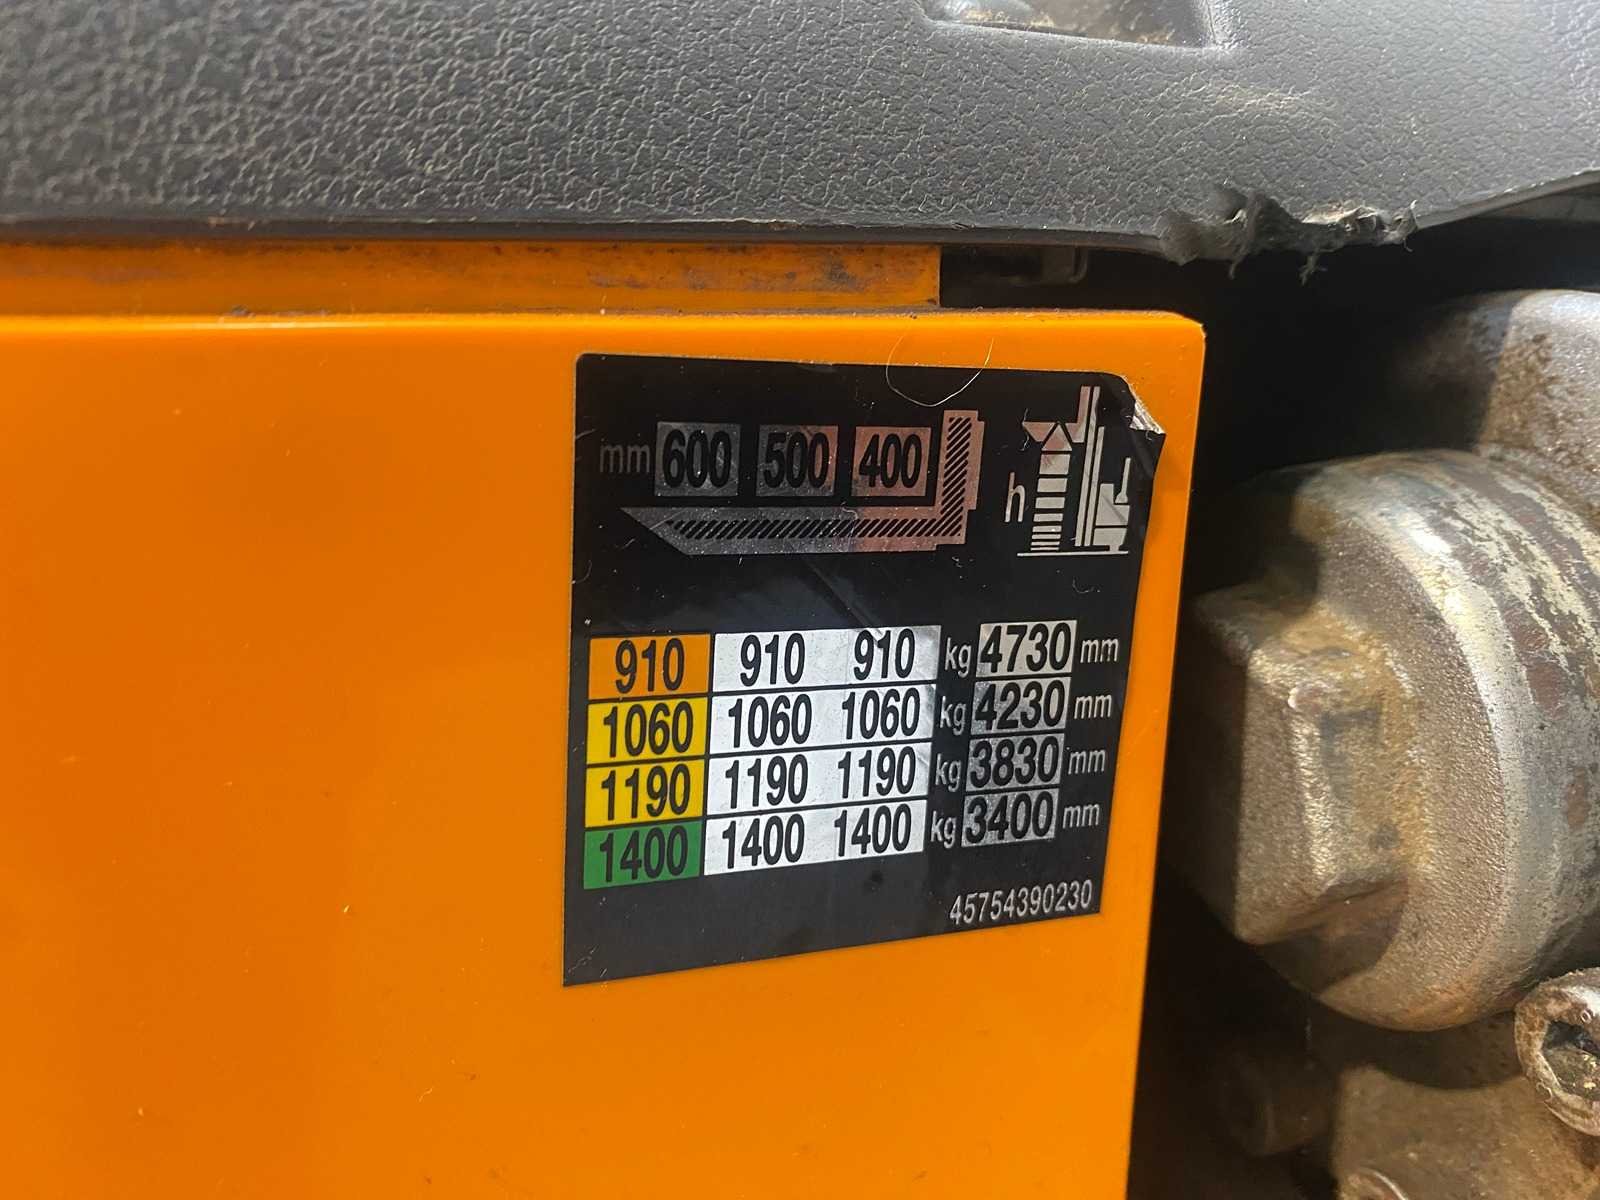 mm 600 500 400
h
910 910 910 kg 4730 mm
1060 1060 1060 kg 4230 mm
1190 1190 1190 kg 3830 mm
1400 1400 1400 kg 3400 mm
45754390230